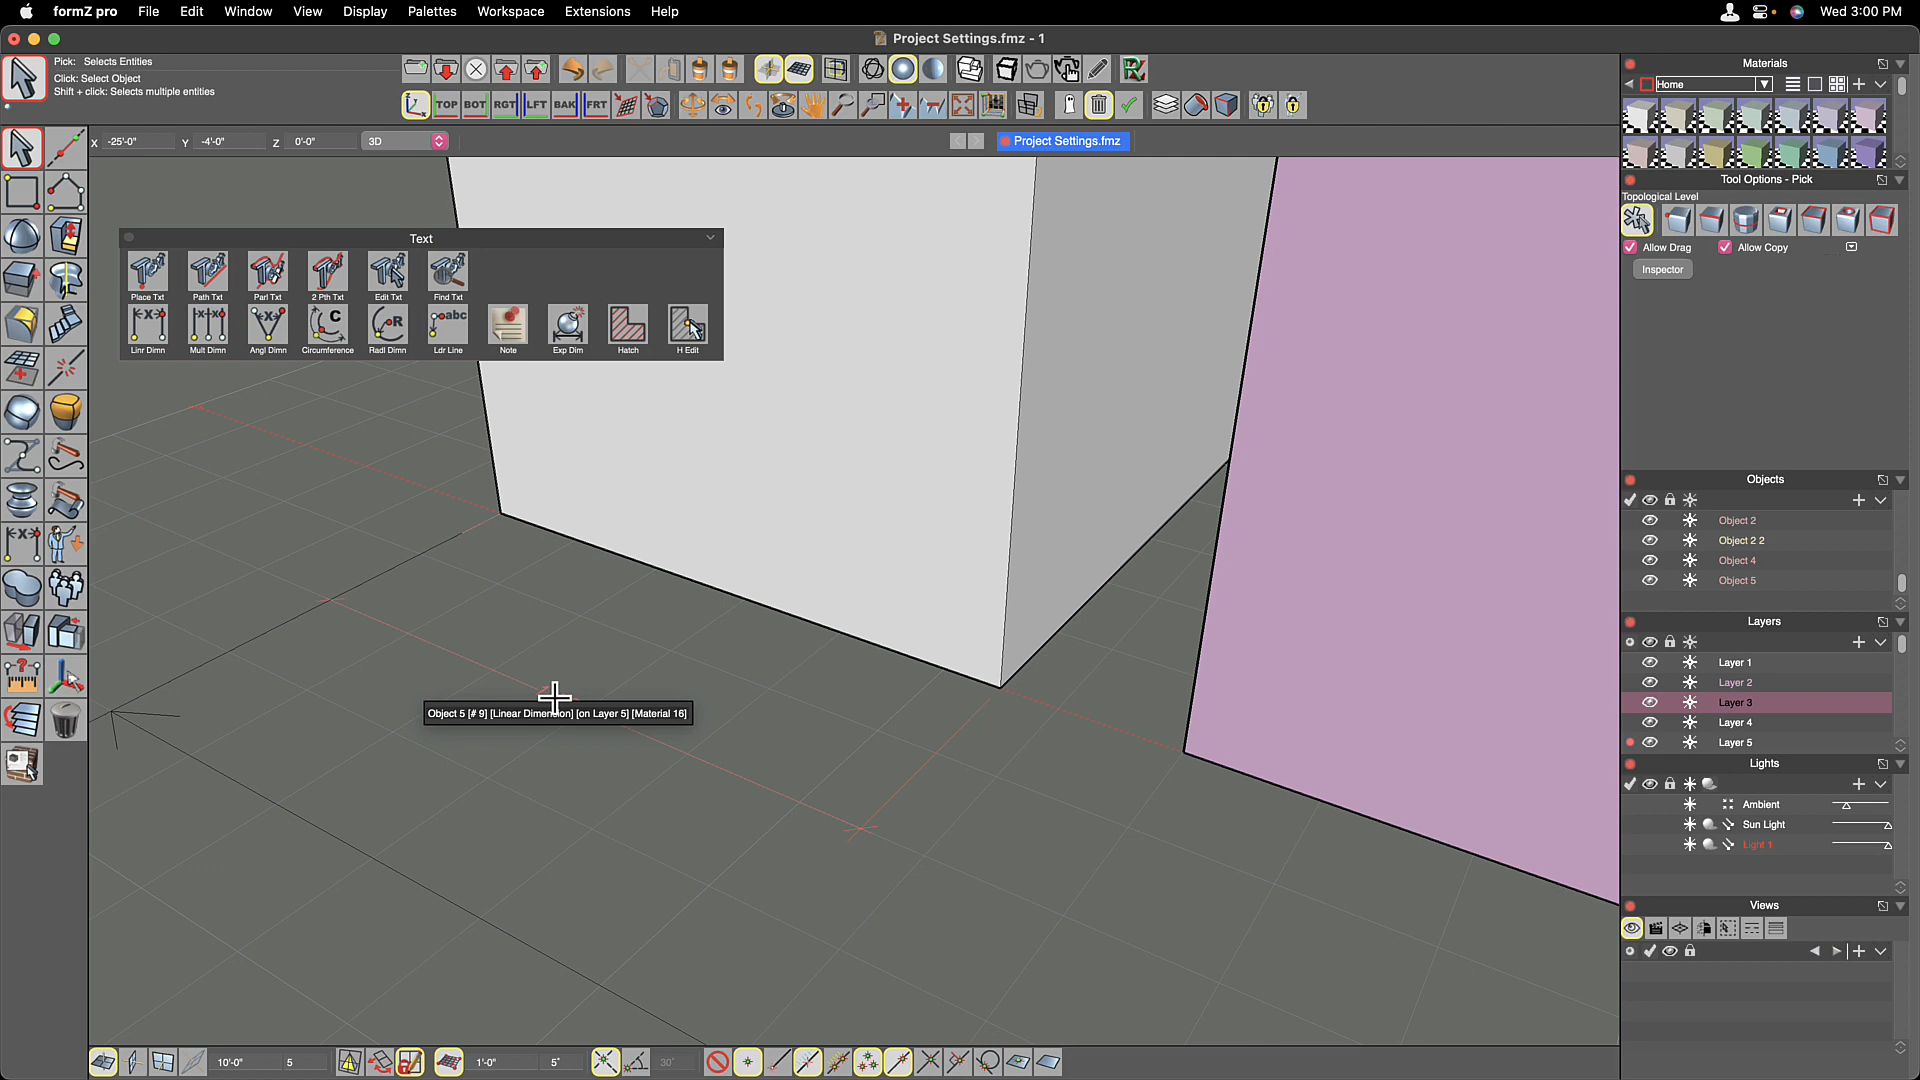 formZ pro File Edit Window View Display Palettes Workspace Extensions Help Wed 3:00 PM
Project Settings.fmz - 1
Pick: Selects Entities
Click: Select Object
Shift + click: Selects multiple entities
TOP BOT RGT LFT BAK FRT
X -25'-0" Y -4'-0" Z 0'-0" 3D
Project Settings.fmz
Text
Place Txt Path Txt Parl Txt 2 Pth Txt Edit Txt Find Txt
Linr Dimn Mult Dimn Angl Dimn Circumference Radl Dimn Ldr Line Note Exp Dim Hatch H Edit
Object 5 [# 9] [Linear Dimension] [on Layer 5] [Material 16]
Materials
Home
Tool Options - Pick
Topological Level
Allow Drag Allow Copy
Inspector
Objects
Object 2
Object 2 2
Object 4
Object 5
Layers
Layer 1
Layer 2
Layer 3
Layer 4
Layer 5
Lights
Ambient
Sun Light
Light 1
Views
10'-0" 5 1'-0" 5° 30°